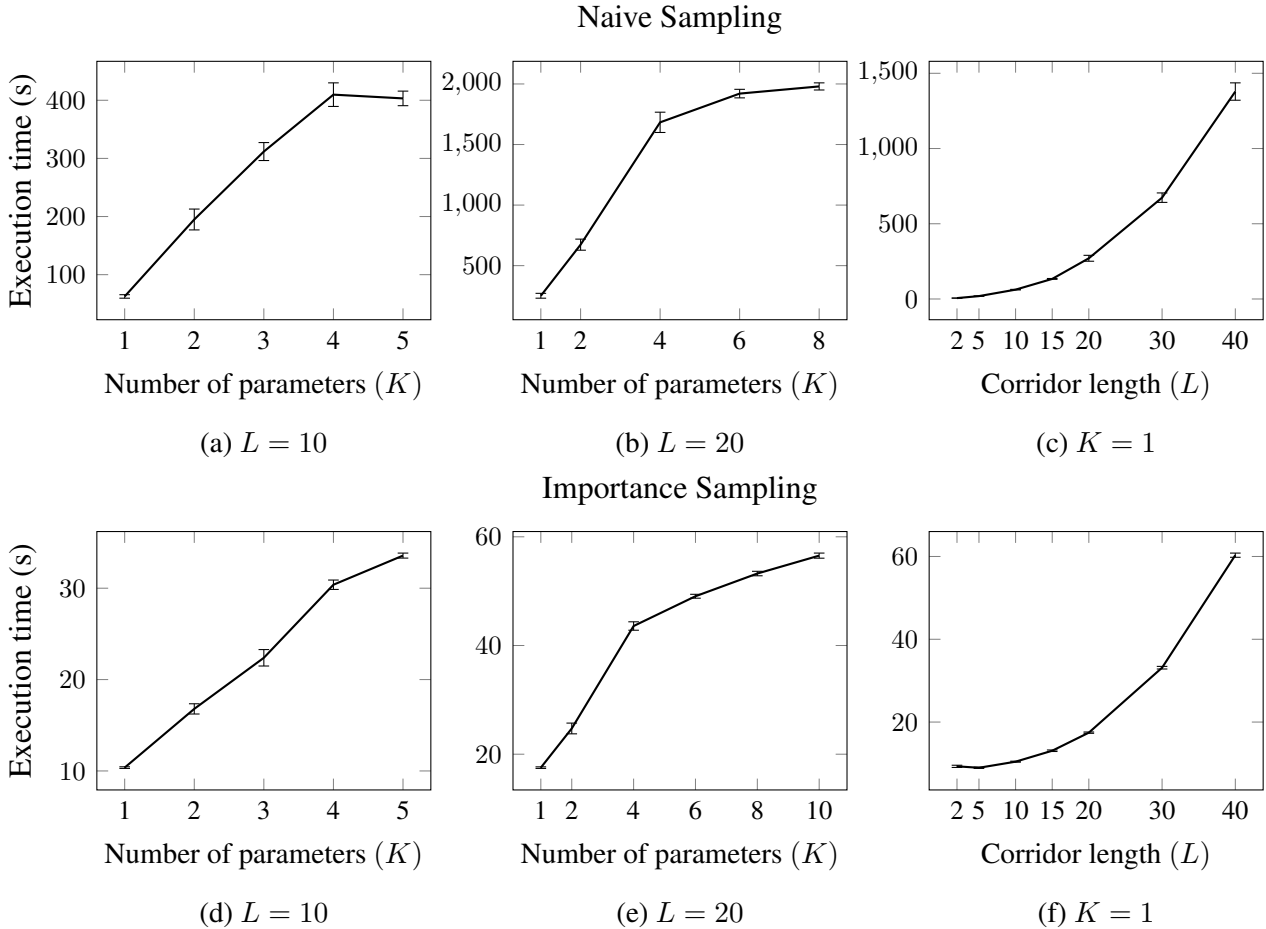 Naive Sampling
Execution time (s)
400
300
200
100
1 2 3 4 5
Number of parameters (K)
(a) L = 10
2,000
1,500
1,000
500
1 2 4 6 8
Number of parameters (K)
(b) L = 20
1,500
1,000
500
0
2 5 10 15 20 30 40
Corridor length (L)
(c) K = 1
Importance Sampling
Execution time (s)
30
20
10
1 2 3 4 5
Number of parameters (K)
(d) L = 10
60
40
20
1 2 4 6 8 10
Number of parameters (K)
(e) L = 20
60
40
20
2 5 10 15 20 30 40
Corridor length (L)
(f) K = 1